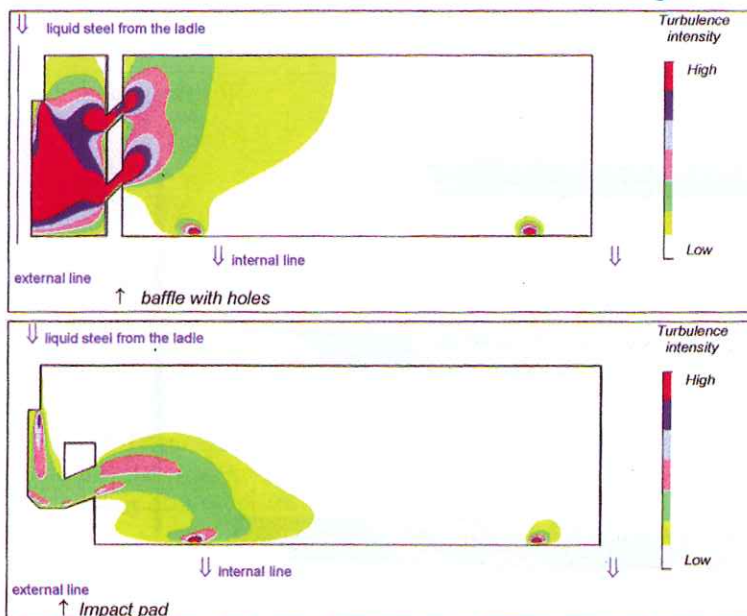 liquid steel from the ladle
Turbulence
intensity
High
Low
internal line
external line
baffle with holes
liquid steel from the ladle
Turbulence
intensity
High
Low
internal line
external line
Impact pad